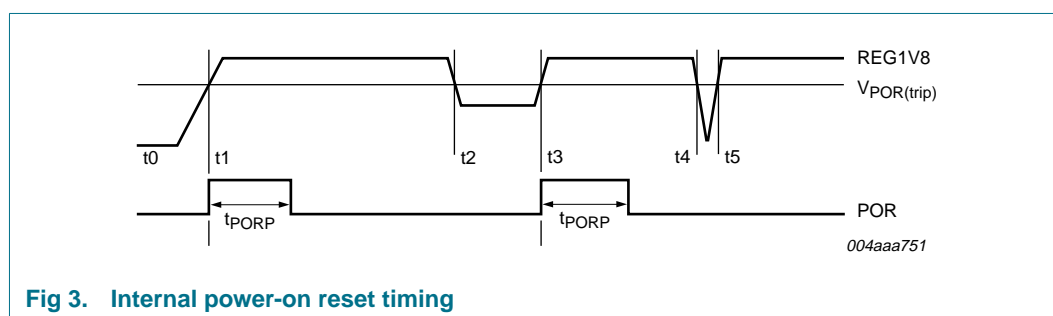 REG1V8
VPOR(trip)
t0 t1 t2 t3 t4 t5
tPORP tPORP
POR
004aaa751
Fig 3. Internal power-on reset timing